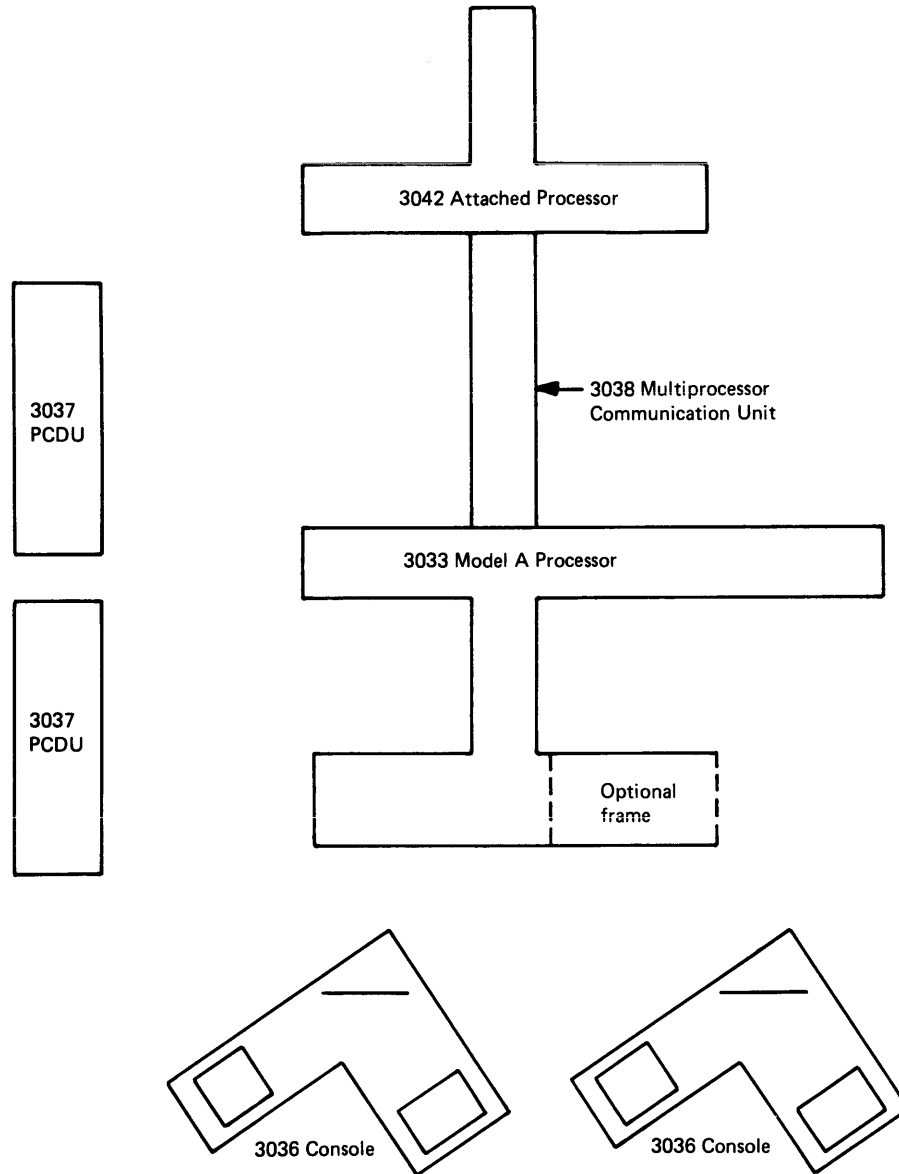 3042 Attached Processor
3037
PCDU
3038 Multiprocessor
Communication Unit
3033 Model A Processor
3037
PCDU
Optional
frame
3036 Console
3036 Console